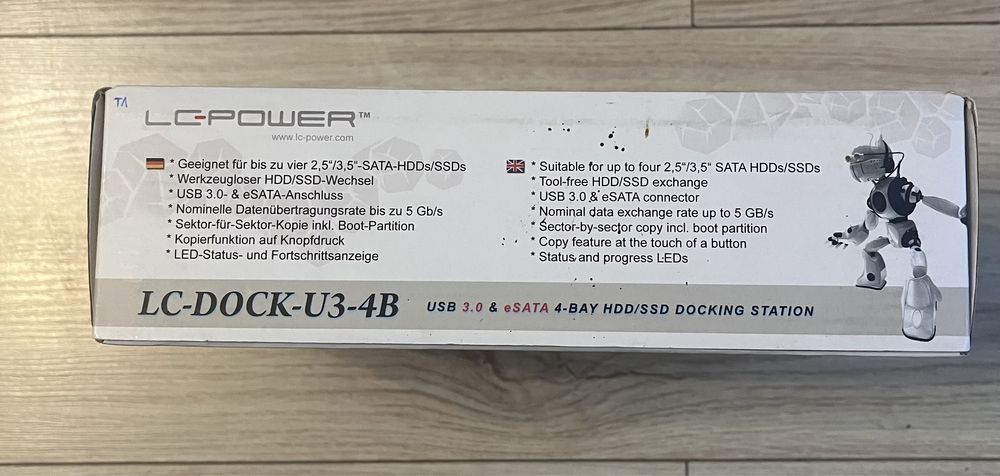 TA
LC-POWER™
www.lc-power.com
* Geeignet für bis zu vier 2,5“/3,5“-SATA-HDDs/SSDs
* Werkzeugloser HDD/SSD-Wechsel
* USB 3.0- & eSATA-Anschluss
* Nominelle Datenübertragungsrate bis zu 5 Gb/s
* Sektor-für-Sektor-Kopie inkl. Boot-Partition
* Kopierfunktion auf Knopfdruck
* LED-Status- und Fortschrittsanzeige
* Suitable for up to four 2,5“/3,5“ SATA HDDs/SSDs
* Tool-free HDD/SSD exchange
* USB 3.0 & eSATA connector
* Nominal data exchange rate up to 5 GB/s
* Sector-by-sector copy incl. boot partition
* Copy feature at the touch of a button
* Status and progress LEDs
LC-DOCK-U3-4B
USB 3.0 & eSATA 4-BAY HDD/SSD DOCKING STATION